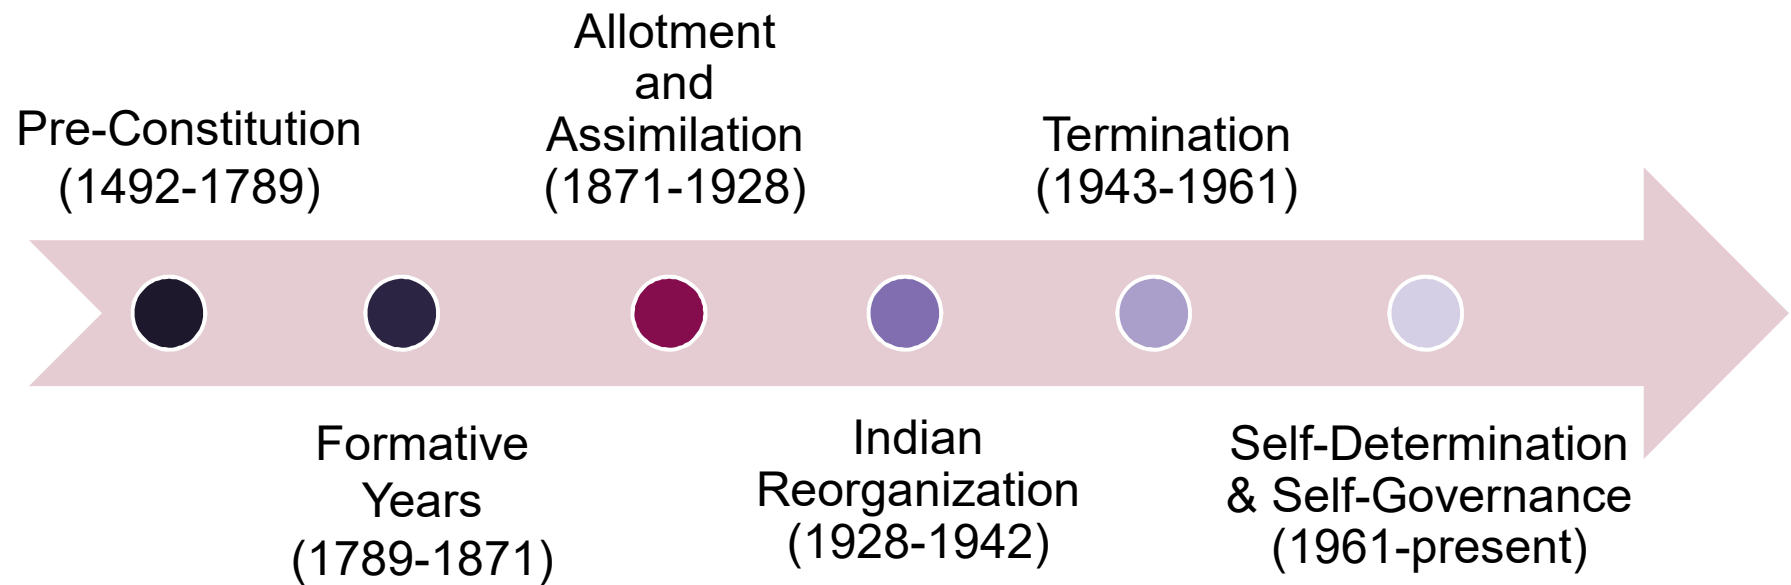 Pre-Constitution
(1492-1789)
Formative
Years
(1789-1871)
Allotment
and
Assimilation
(1871-1928)
Indian
Reorganization
(1928-1942)
Termination
(1943-1961)
Self-Determination
& Self-Governance
(1961-present)